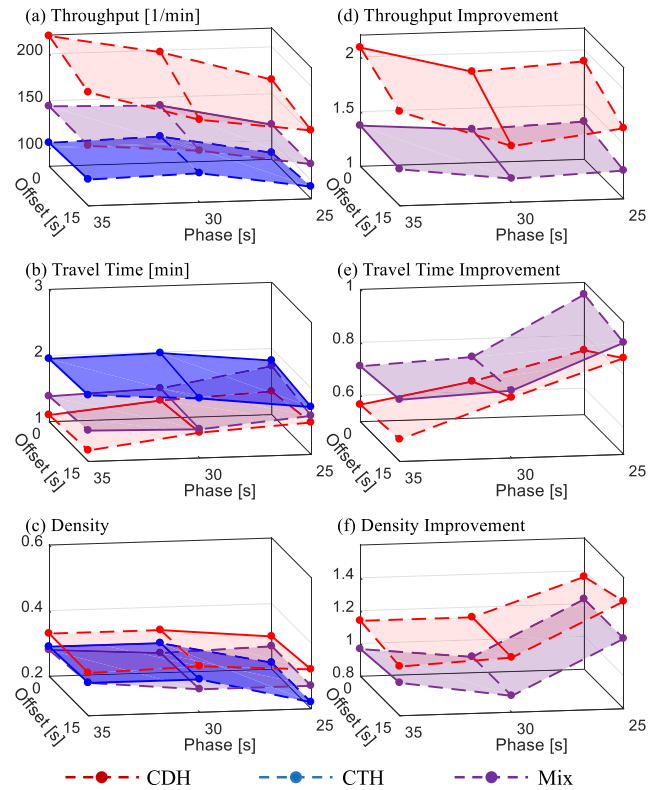 (a) Throughput [1/min]
200
150
100
0
Offset [s]
15
35
30
25
Phase [s]
(d) Throughput Improvement
2
1.5
1
0
Offset [s]
15
35
30
25
Phase [s]
(b) Travel Time [min]
3
2
1
0
Offset [s]
15
35
30
25
Phase [s]
(e) Travel Time Improvement
1
0.8
0.6
0
Offset [s]
15
35
30
25
Phase [s]
(c) Density
0.6
0.4
0.2
0
Offset [s]
15
35
30
25
Phase [s]
(f) Density Improvement
1.4
1.2
1
0.8
0
Offset [s]
15
35
30
25
Phase [s]
CDH
CTH
Mix